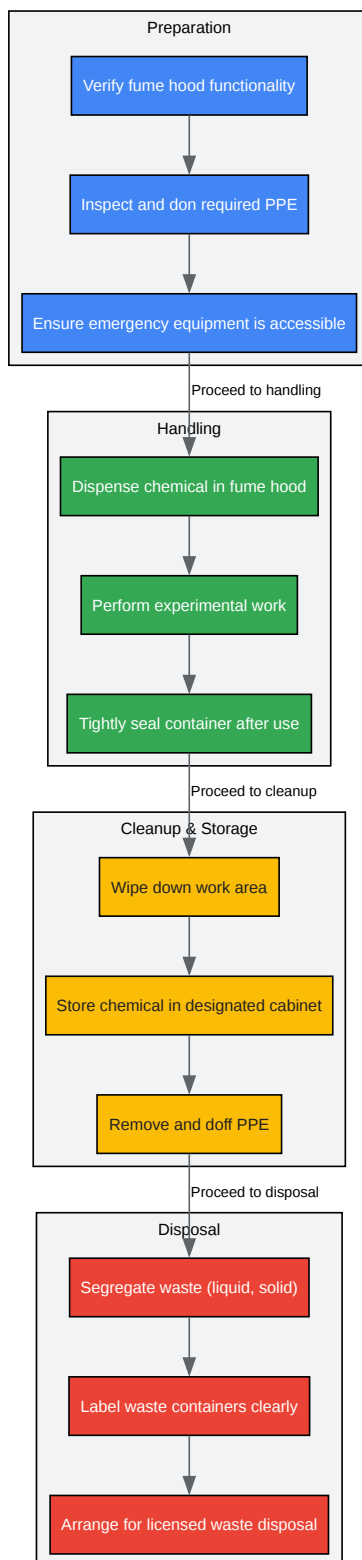 Preparation
Verify fume hood functionality
Inspect and don required PPE
Ensure emergency equipment is accessible
Proceed to handling
Handling
Dispense chemical in fume hood
Perform experimental work
Tightly seal container after use
Proceed to cleanup
Cleanup & Storage
Wipe down work area
Store chemical in designated cabinet
Remove and doff PPE
Proceed to disposal
Disposal
Segregate waste (liquid, solid)
Label waste containers clearly
Arrange for licensed waste disposal